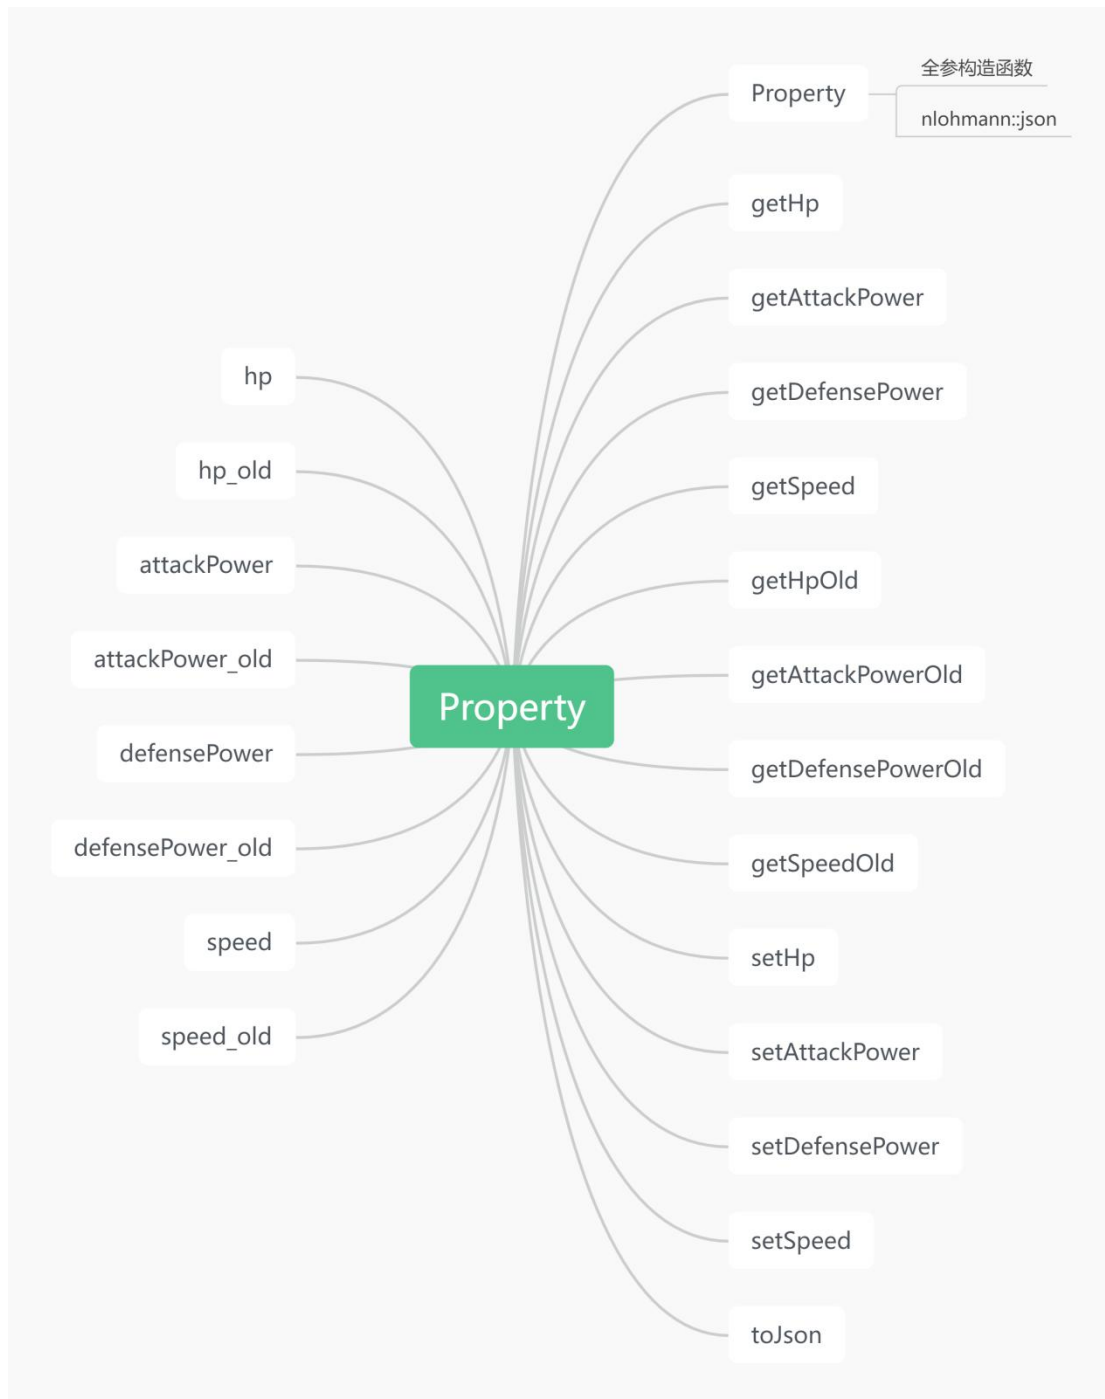 Property
全参构造函数
nlohmann::json
getHp
getAttackPower
getDefensePower
getSpeed
getHpOld
getAttackPowerOld
getDefensePowerOld
getSpeedOld
setHp
setAttackPower
setDefensePower
setSpeed
toJson
Property
hp
hp_old
attackPower
attackPower_old
defensePower
defensePower_old
speed
speed_old